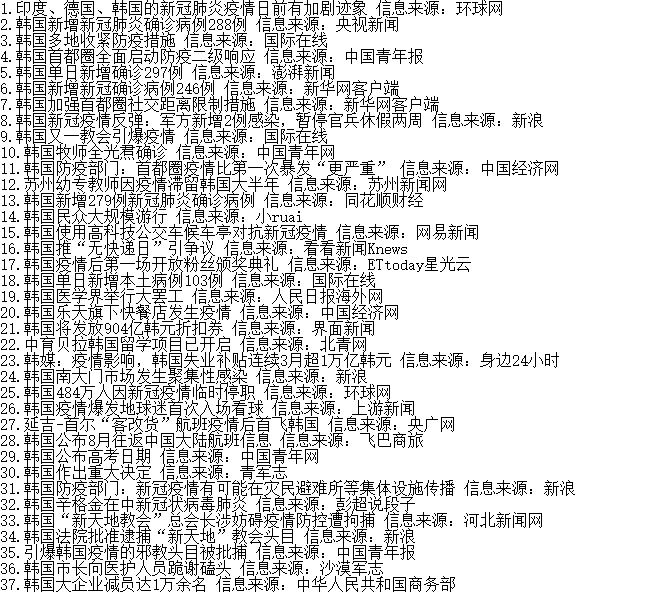 1.印度、德国、韩国的新冠肺炎疫情日前有加剧迹象 信息来源：环球网
2.韩国新增新冠肺炎确诊病例288例 信息来源：央视新闻
3.韩国多地收紧防疫措施 信息来源：国际在线
4.韩国首都圈全面启动防疫二级响应 信息来源：中国青年报
5.韩国单日新增确诊297例 信息来源：澎湃新闻
6.韩国新增新冠确诊病例246例 信息来源：新华网客户端
7.韩国加强首都圈社交距离限制措施 信息来源：新华网客户端
8.韩国新冠疫情反弹：军方新增2例感染，暂停官兵休假两周 信息来源：新浪
9.韩国又一教会引爆疫情 信息来源：国际在线
10.韩国牧师全光焄确诊 信息来源：中国青年网
11.韩国防疫部门：首都圈疫情比第一次暴发“更严重” 信息来源：中国经济网
12.苏州幼专教师因疫情滞留韩国大半年 信息来源：苏州新闻网
13.韩国新增279例新冠肺炎确诊病例 信息来源：同花顺财经
14.韩国民众大规模游行 信息来源：小ruai
15.韩国使用高科技公交车候车亭对抗新冠疫情 信息来源：网易新闻
16.韩国推“无快递日”引争议 信息来源：看看新闻Knews
17.韩国疫情后第一场开放粉丝颁奖典礼 信息来源：ETtoday星光云
18.韩国单日新增本土病例103例 信息来源：国际在线
19.韩国医学界举行大罢工 信息来源：人民日报海外网
20.韩国乐天旗下快餐店发生疫情 信息来源：中国经济网
21.韩国将发放904亿韩元折扣券 信息来源：界面新闻
22.中育贝拉韩国留学项目已开启 信息来源：北青网
23.韩媒：疫情影响，韩国失业补贴连续3月超1万亿韩元 信息来源：身边24小时
24.韩国南大门市场发生聚集性感染 信息来源：新浪
25.韩国484万人因新冠疫情临时停职 信息来源：环球网
26.韩国疫情爆发地球迷首次入场看球 信息来源：上游新闻
27.延吉-首尔“客改货”航班疫情后首飞韩国 信息来源：央广网
28.韩国公布8月往返中国大陆航班信息 信息来源：飞巴商旅
29.韩国公布高考日期 信息来源：中国青年网
30.韩国作出重大决定 信息来源：青军志
31.韩国防疫部门：新冠疫情有可能在灾民避难所等集体设施传播 信息来源：新浪
32.韩国辛格金在中新冠状病毒肺炎 信息来源：彭超说段子
33.韩国“新天地教会”总会长涉妨碍疫情防控遭拘捕 信息来源：河北新闻网
34.韩国法院批准逮捕“新天地”教会头目 信息来源：新浪
35.引爆韩国疫情的邪教头目被批捕 信息来源：中国青年报
36.韩国市长向医护人员跪谢磕头 信息来源：沙漠军志
37.韩国大企业减员达1万余名 信息来源：中华人民共和国商务部